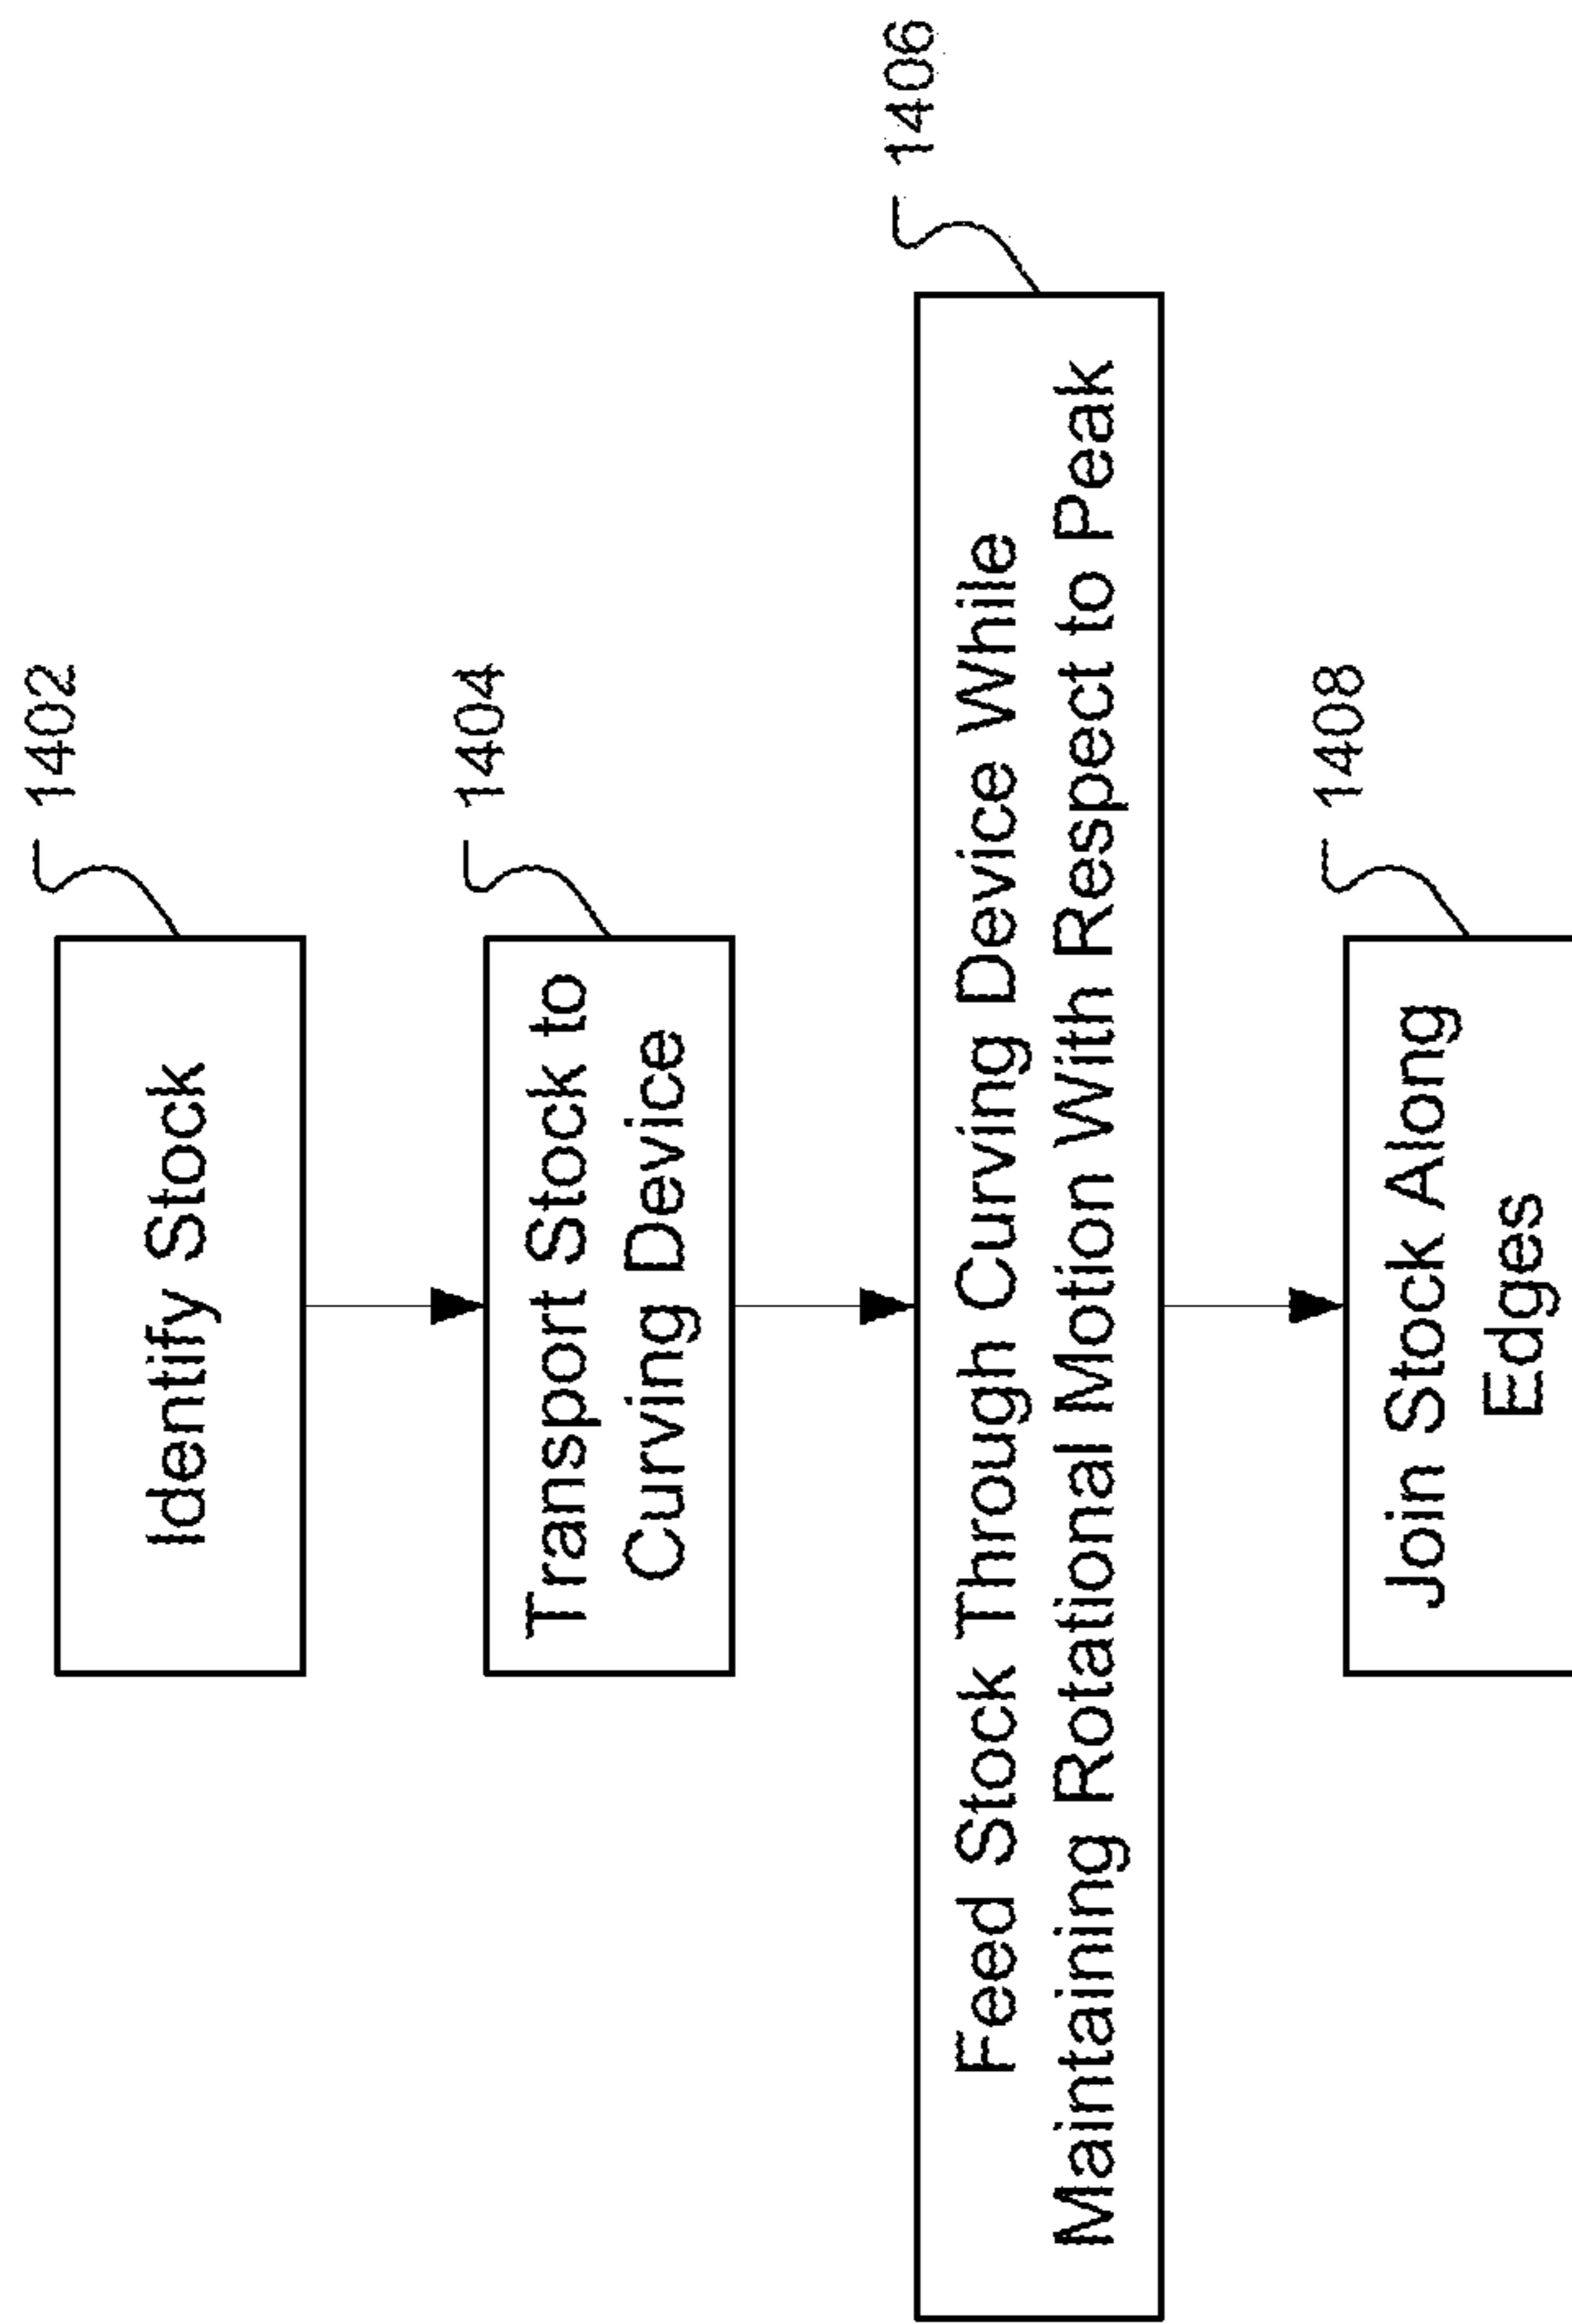 1402
Identify Stock
1404
Transport Stock to
Curving Device
1406
Feed Stock Through Curving Device While
Maintaining Rotational Motion With Respect to Peak
1408
Join Stock Along
Edges